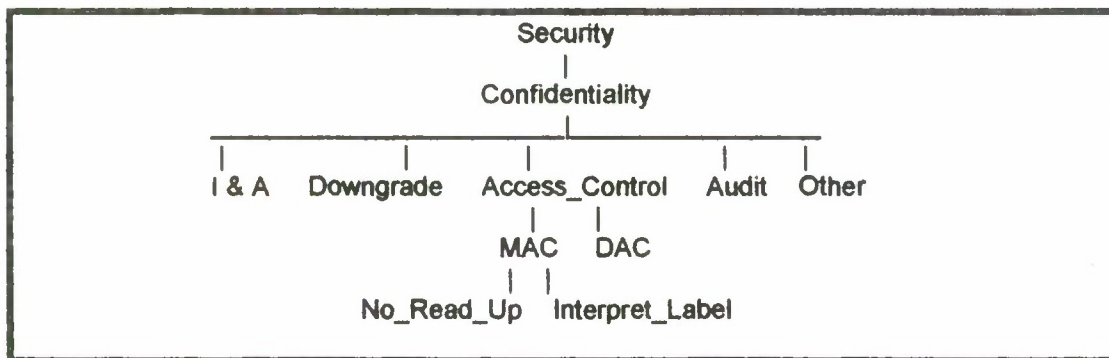 Security
Confidentiality
I & A Downgrade Access_Control Audit Other
MAC DAC
No_Read_Up Interpret_Label